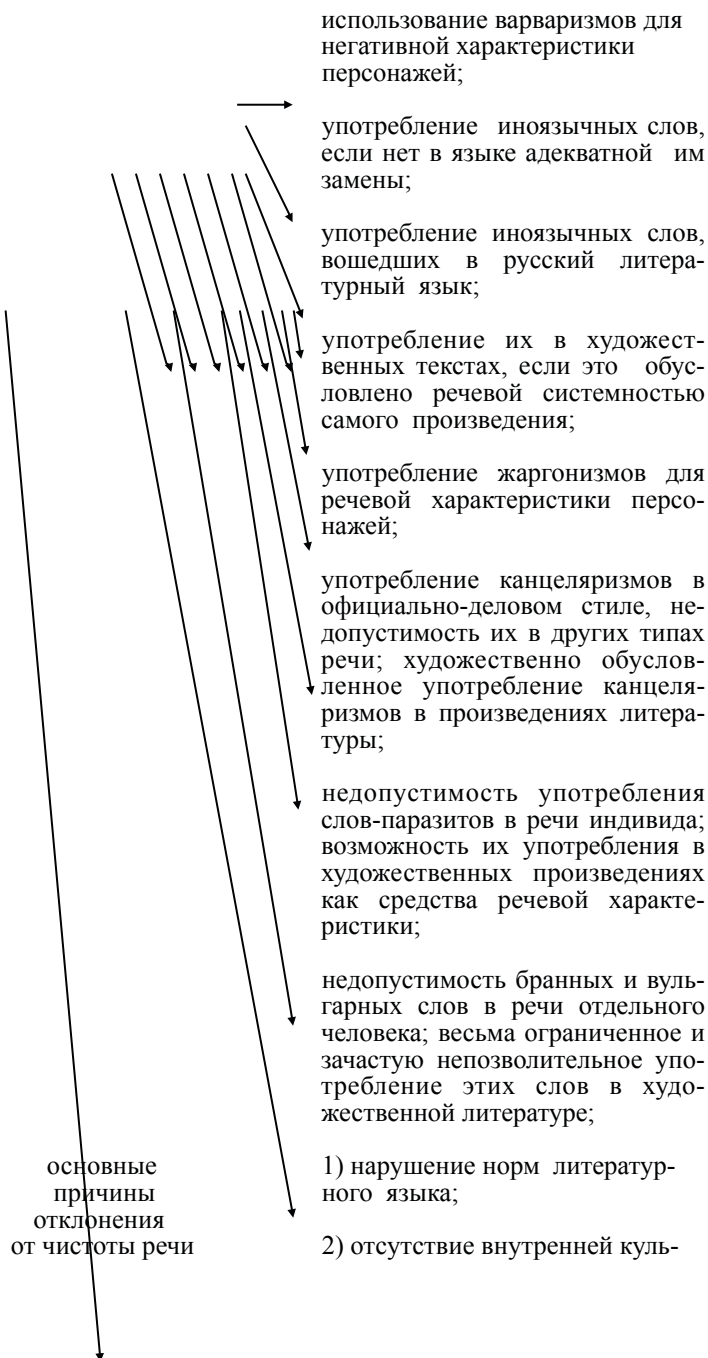 использование варваризмов для
негативной характеристики
персонажей;
употребление иноязычных слов,
если нет в языке адекватной им
замены;
употребление иноязычных слов,
вошедших в русский литера-
турный язык;
употребление их в художест-
венных текстах, если это обус-
ловлено речевой системностью
самого произведения;
употребление жаргонизмов для
речевой характеристики персо-
нажей;
употребление канцеляризмов в
официально-деловом стиле, не-
допустимость их в других типах
речи; художественно обуслов-
ленное употребление канцеля-
ризмов в произведениях литера-
туры;
недопустимость употребления
слов-паразитов в речи индивида;
возможность их употребления в
художественных произведениях
как средства речевой характе-
ристики;
недопустимость бранных и вуль-
гарных слов в речи отдельного
человека; весьма ограниченное и
зачастую непозволительное упо-
требление этих слов в худо-
жественной литературе;
основные
причины
отклонения
от чистоты речи
1) нарушение норм литератур-
ного языка;
2) отсутствие внутренней куль-